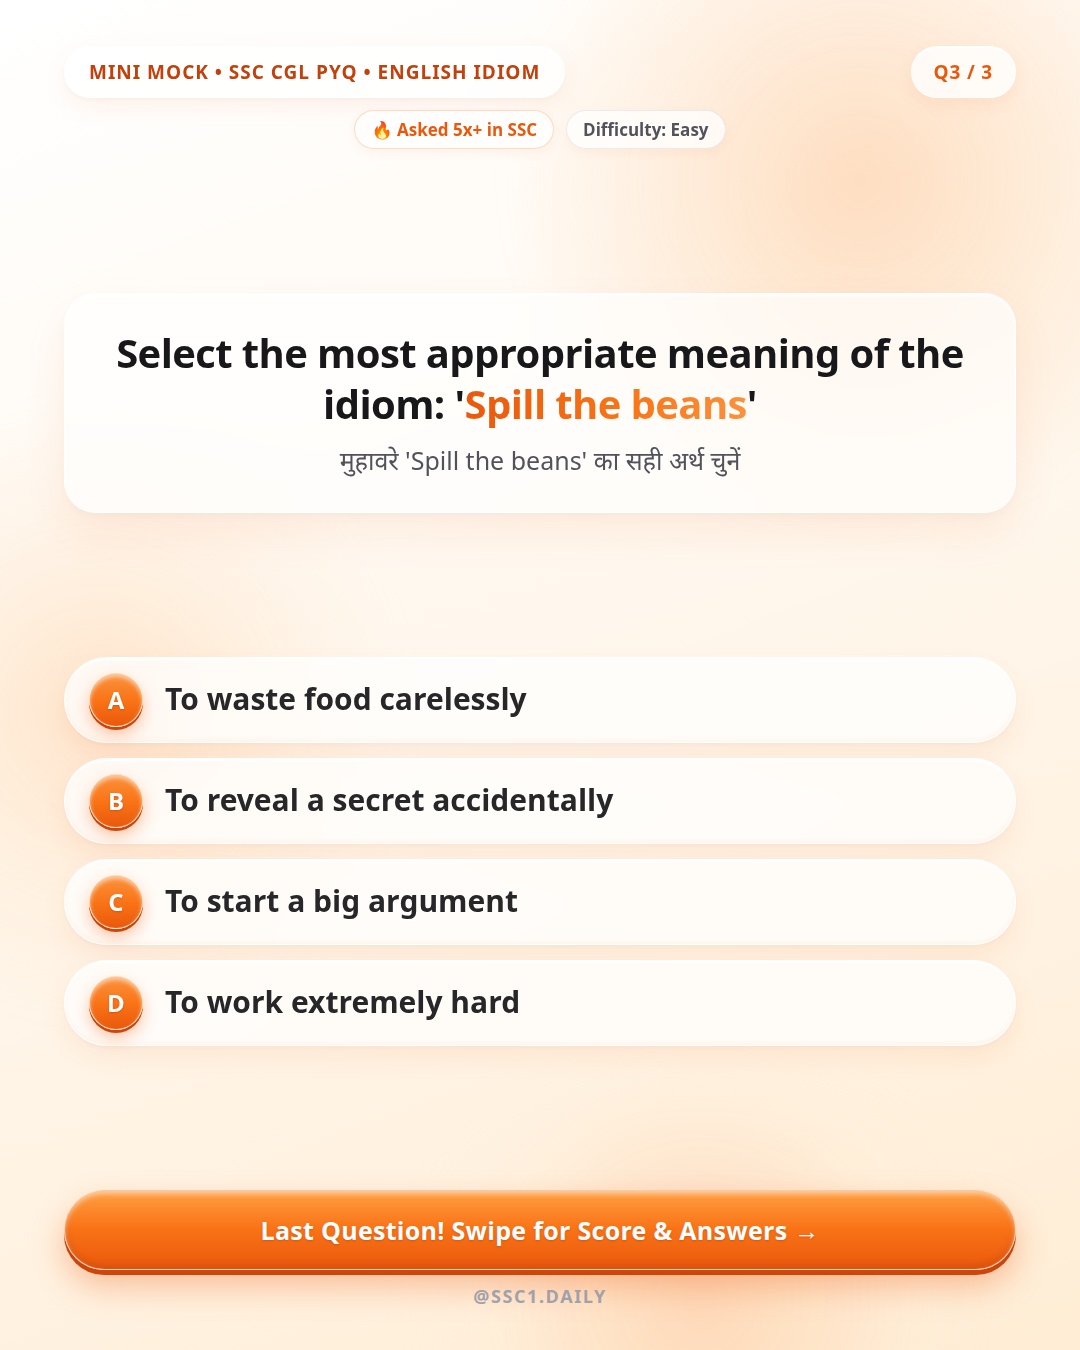 MINI MOCK • SSC CGL PYQ • ENGLISH IDIOM
Q3 / 3
🔥 Asked 5x+ in SSC
Difficulty: Easy
Select the most appropriate meaning of the
idiom: 'Spill the beans'
मुहावरे 'Spill the beans' का सही अर्थ चुनें
A To waste food carelessly
B To reveal a secret accidentally
C To start a big argument
D To work extremely hard
Last Question! Swipe for Score & Answers →
@SSC1.DAILY